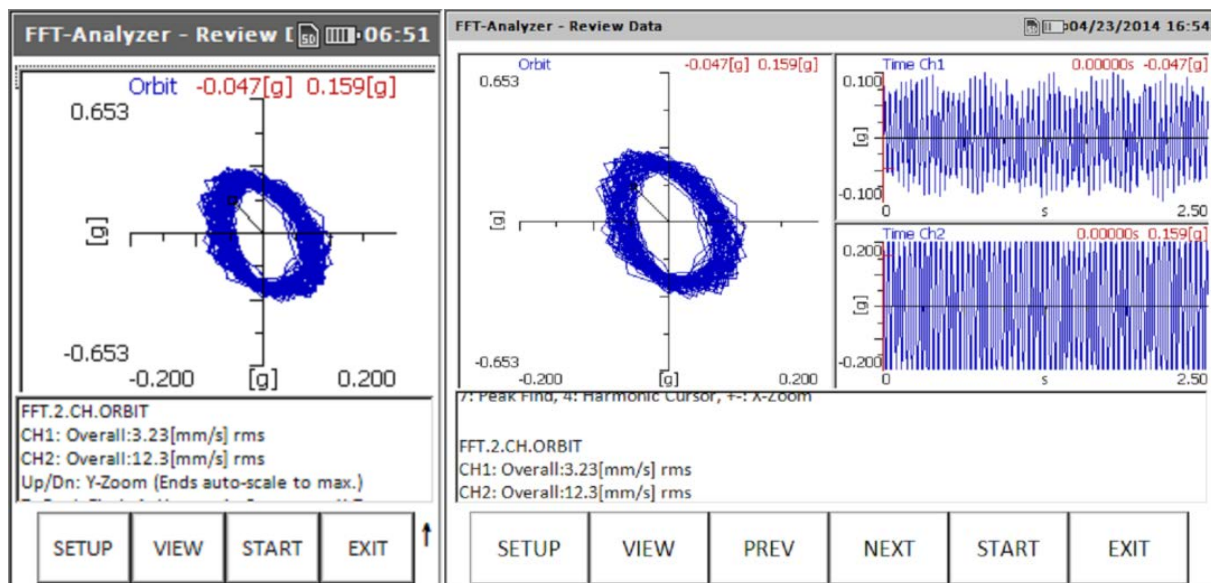 FFT-Analyzer - Review D SD 06:51
Orbit -0.047[g] 0.159[g]
0.653
[g]
-0.653
-0.200 [g] 0.200
FFT.2.CH.ORBIT
CH1: Overall:3.23[mm/s] rms
CH2: Overall:12.3[mm/s] rms
Up/Dn: Y-Zoom (Ends auto-scale to max.)
SETUP VIEW START EXIT
FFT-Analyzer - Review Data 04/23/2014 16:54
Orbit -0.047[g] 0.159[g]
0.653
[g]
-0.653
-0.200 [g] 0.200
Time Ch1 0.00000s -0.047[g]
0.100
[g]
-0.100
0 s 2.50
Time Ch2 0.00000s 0.159[g]
0.200
[g]
-0.200
0 s 2.50
7: Peak Find, 4: Harmonic Cursor, +-: X-Zoom
FFT.2.CH.ORBIT
CH1: Overall:3.23[mm/s] rms
CH2: Overall:12.3[mm/s] rms
SETUP VIEW PREV NEXT START EXIT